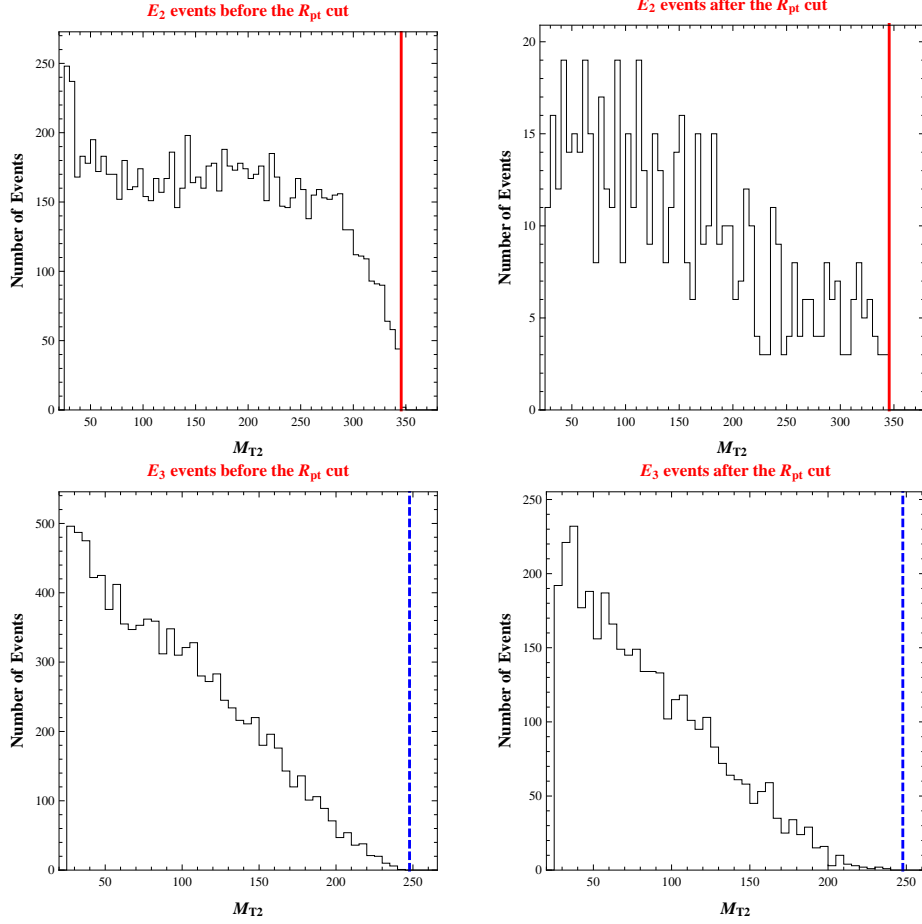 E2 events before the Rpt cut
250
200
150
100
50
0
Number of Events
50 100 150 200 250 300 350
MT2
E2 events after the Rpt cut
20
15
10
5
0
Number of Events
50 100 150 200 250 300 350
MT2
E3 events before the Rpt cut
500
400
300
200
100
0
Number of Events
50 100 150 200 250
MT2
E3 events after the Rpt cut
250
200
150
100
50
0
Number of Events
50 100 150 200 250
MT2